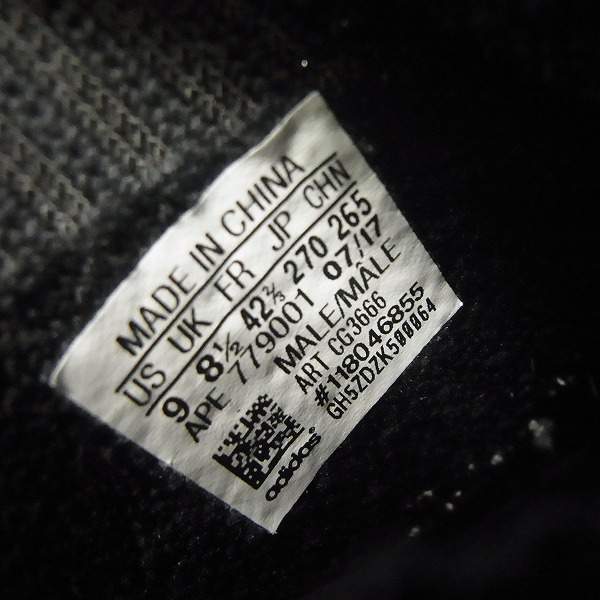 MADE IN CHINA
US UK FR JP CHN
9 8½ 42⅔ 270 265
APE 779001 07/17
MALE/MÂLE
ART CG3666
#118046855
GH5ZDZK500064
adidas